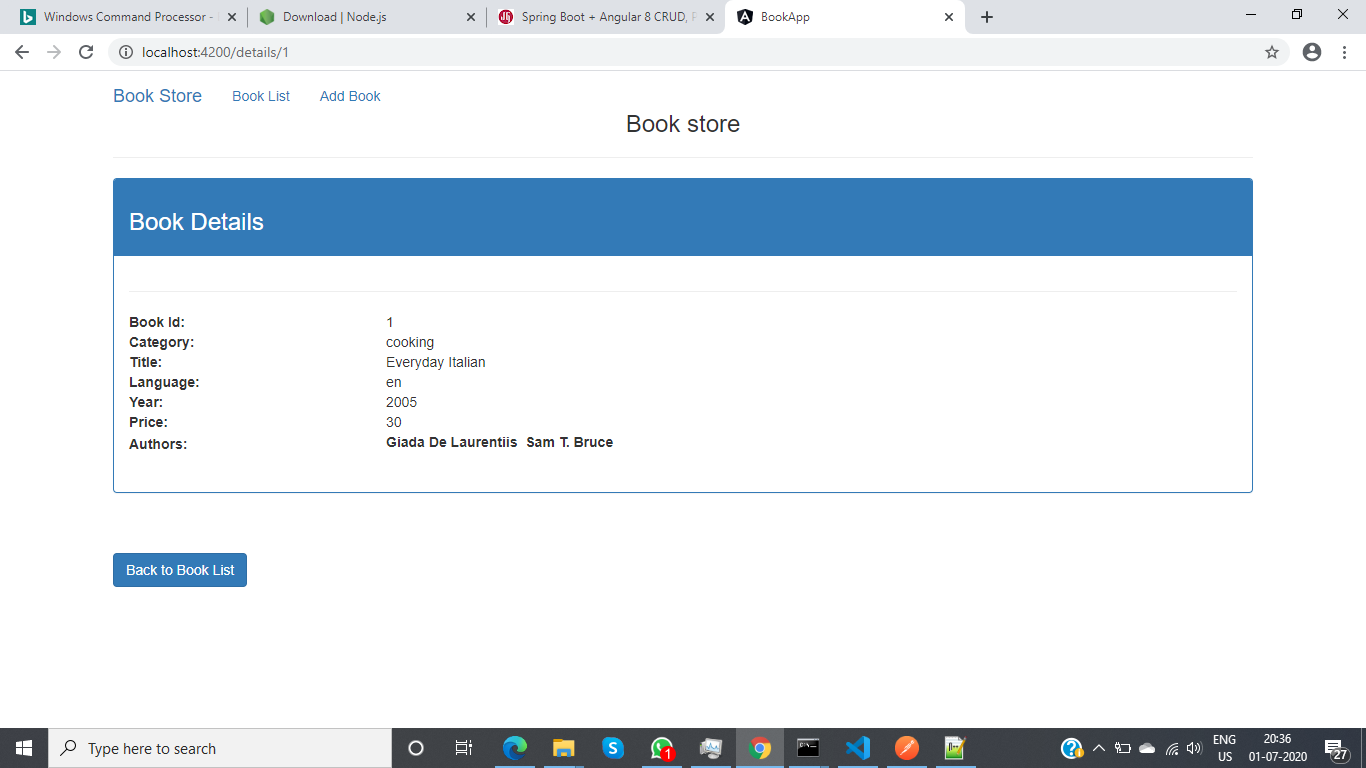 Windows Command Processor -
Download | Node.js
Spring Boot + Angular 8 CRUD,
BookApp
localhost:4200/details/1
Book Store Book List Add Book
Book store
Book Details
Book Id: 1
Category: cooking
Title: Everyday Italian
Language: en
Year: 2005
Price: 30
Authors: Giada De Laurentiis Sam T. Bruce
Back to Book List
Type here to search
1
ENG
US
20:36
01-07-2020
27